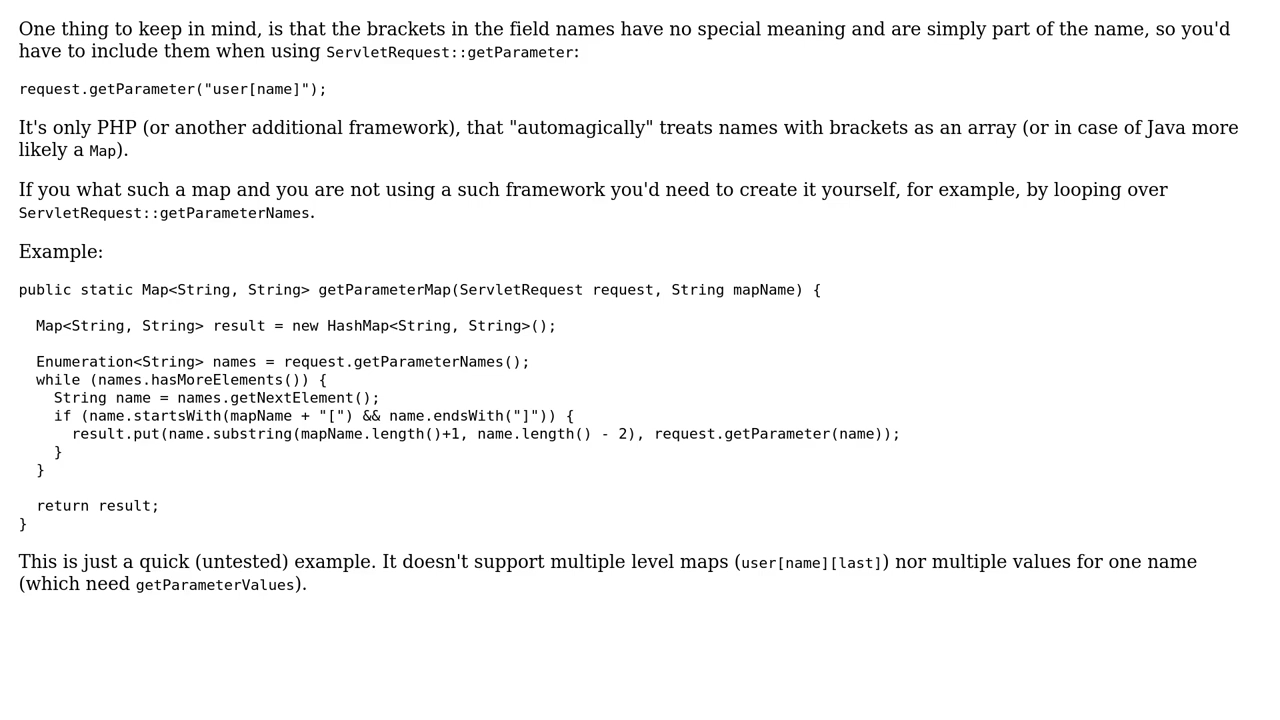 One thing to keep in mind, is that the brackets in the field names have no special meaning and are simply part of the name, so you'd
have to include them when using ServletRequest::getParameter:
request.getParameter("user[name]");
It's only PHP (or another additional framework), that "automagically" treats names with brackets as an array (or in case of Java more
likely a Map).
If you what such a map and you are not using a such framework you'd need to create it yourself, for example, by looping over
ServletRequest::getParameterNames.
Example:
public static Map<String, String> getParameterMap(ServletRequest request, String mapName) {
  Map<String, String> result = new HashMap<String, String>();
  Enumeration<String> names = request.getParameterNames();
  while (names.hasMoreElements()) {
    String name = names.getNextElement();
    if (name.startsWith(mapName + "[") && name.endsWith("]")) {
      result.put(name.substring(mapName.length()+1, name.length() - 2), request.getParameter(name));
    }
  }
  return result;
}
This is just a quick (untested) example. It doesn't support multiple level maps (user[name][last]) nor multiple values for one name
(which need getParameterValues).